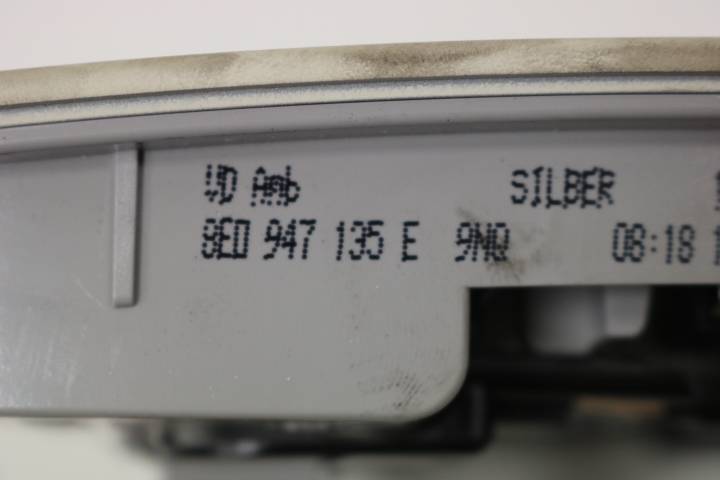 VD Amb SILBER
8E0 947 135 E 9NQ 08:18